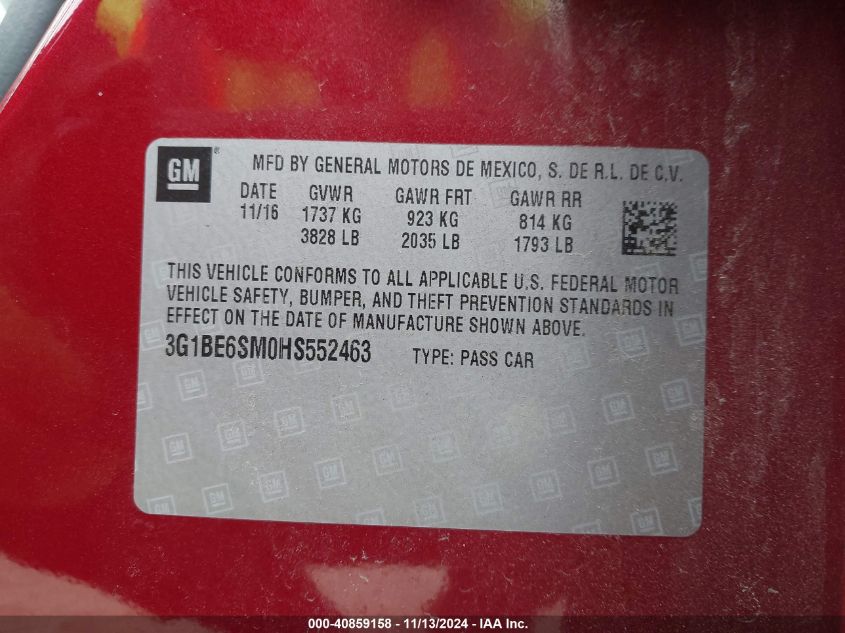 GM ®
MFD BY GENERAL MOTORS DE MEXICO, S. DE R.L. DE C.V.
DATE GVWR GAWR FRT GAWR RR
11/16 1737 KG 923 KG 814 KG
3828 LB 2035 LB 1793 LB
THIS VEHICLE CONFORMS TO ALL APPLICABLE U.S. FEDERAL MOTOR
VEHICLE SAFETY, BUMPER, AND THEFT PREVENTION STANDARDS IN
EFFECT ON THE DATE OF MANUFACTURE SHOWN ABOVE.
3G1BE6SM0HS552463 TYPE: PASS CAR
000-40859158 - 11/13/2024 - IAA Inc.